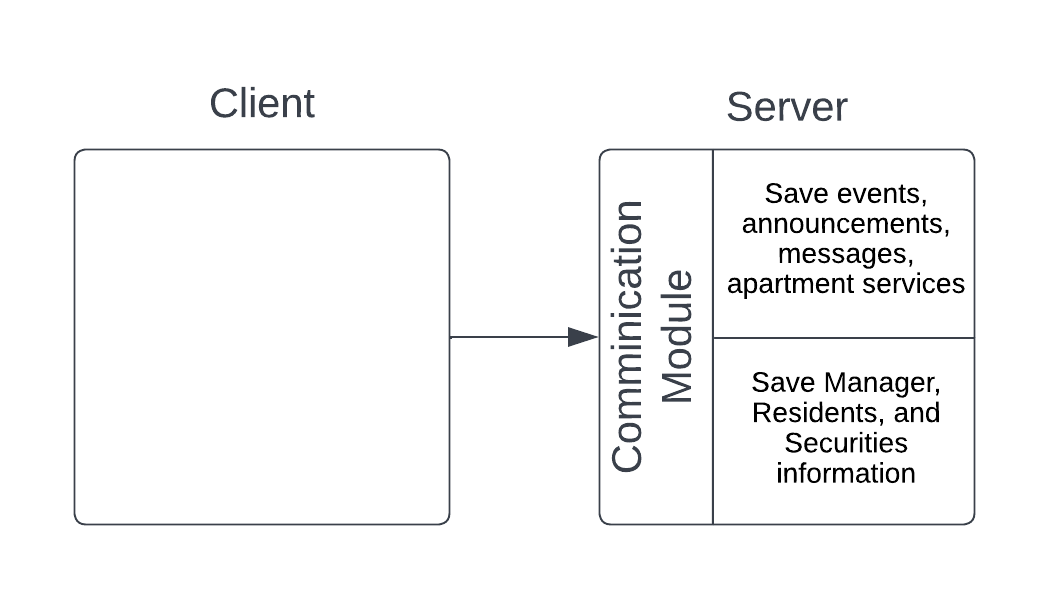 Client
Server
Comminication
Module
Save events,
announcements,
messages,
apartment services
Save Manager,
Residents, and
Securities
information